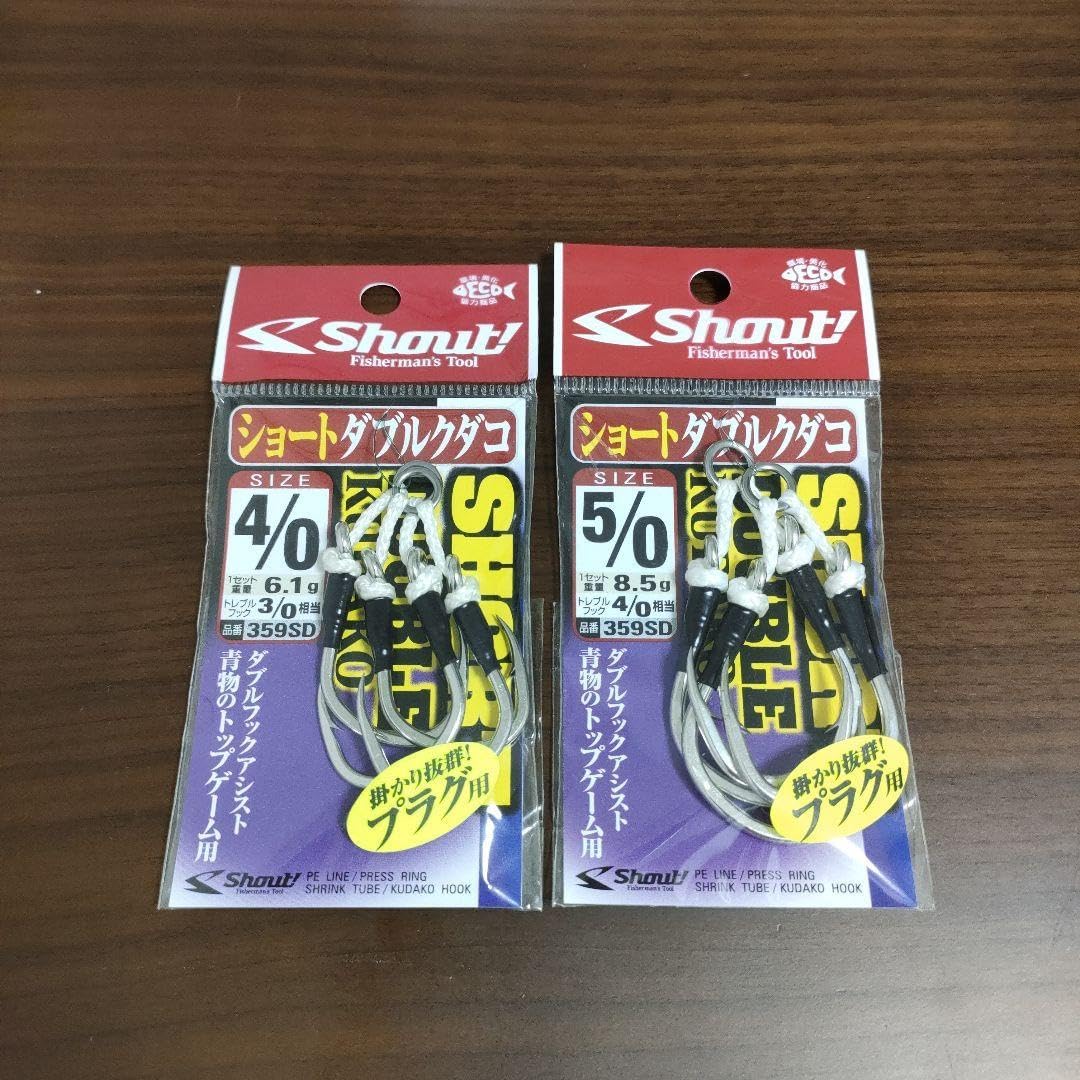 環境・美化
ECO
協力商品
Shout!
Fisherman's Tool
ショートダブルクダコ
SIZE
4/0
1セット重量 6.1g
トレブルフック 3/0相当
品番 359SD
SHORT
DOUBLE
KUDAKO
ダブルフックアシスト
青物のトップゲーム用
掛かり抜群!
プラグ用
Shout!
Fisherman's Tool
PE LINE/PRESS RING
SHRINK TUBE/KUDAKO HOOK
環境・美化
ECO
協力商品
Shout!
Fisherman's Tool
ショートダブルクダコ
SIZE
5/0
1セット重量 8.5g
トレブルフック 4/0相当
品番 359SD
DOUBLE
ダブルフックアシスト
青物のトップゲーム用
掛かり抜群!
プラグ用
Shout!
Fisherman's Tool
PE LINE/PRESS RING
SHRINK TUBE/KUDAKO HOOK